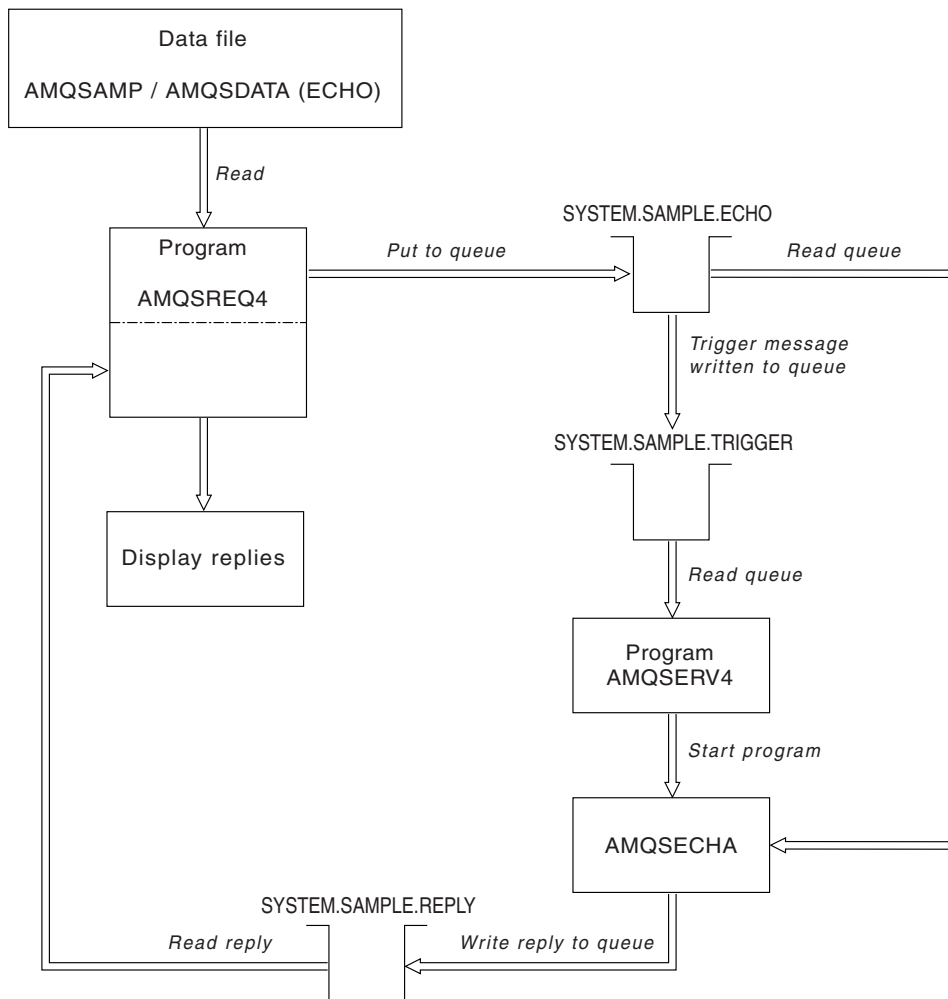 Data file
AMQSAMP / AMQSDATA (ECHO)
Read
SYSTEM.SAMPLE.ECHO
Program
AMQSREQ4
Put to queue
Read queue
Trigger message
written to queue
SYSTEM.SAMPLE.TRIGGER
Display replies
Read queue
Program
AMQSERV4
Start program
AMQSECHA
SYSTEM.SAMPLE.REPLY
Read reply
Write reply to queue